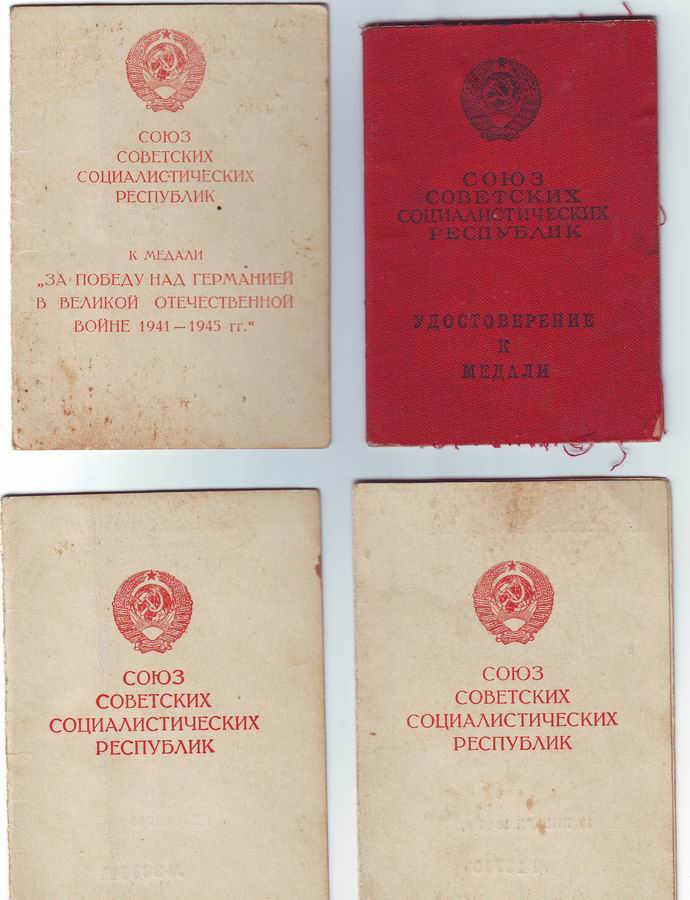 СОЮЗ
СОВЕТСКИХ
СОЦИАЛИСТИЧЕСКИХ
РЕСПУБЛИК
К МЕДАЛИ
„ЗА ПОБЕДУ НАД ГЕРМАНИЕЙ
В ВЕЛИКОЙ ОТЕЧЕСТВЕННОЙ
ВОЙНЕ 1941—1945 гг.“
СОЮЗ
СОВЕТСКИХ
СОЦИАЛИСТИЧЕСКИХ
РЕСПУБЛИК
УДОСТОВЕРЕНИЕ
К
МЕДАЛИ
СОЮЗ
СОВЕТСКИХ
СОЦИАЛИСТИЧЕСКИХ
РЕСПУБЛИК
СОЮЗ
СОВЕТСКИХ
СОЦИАЛИСТИЧЕСКИХ
РЕСПУБЛИК